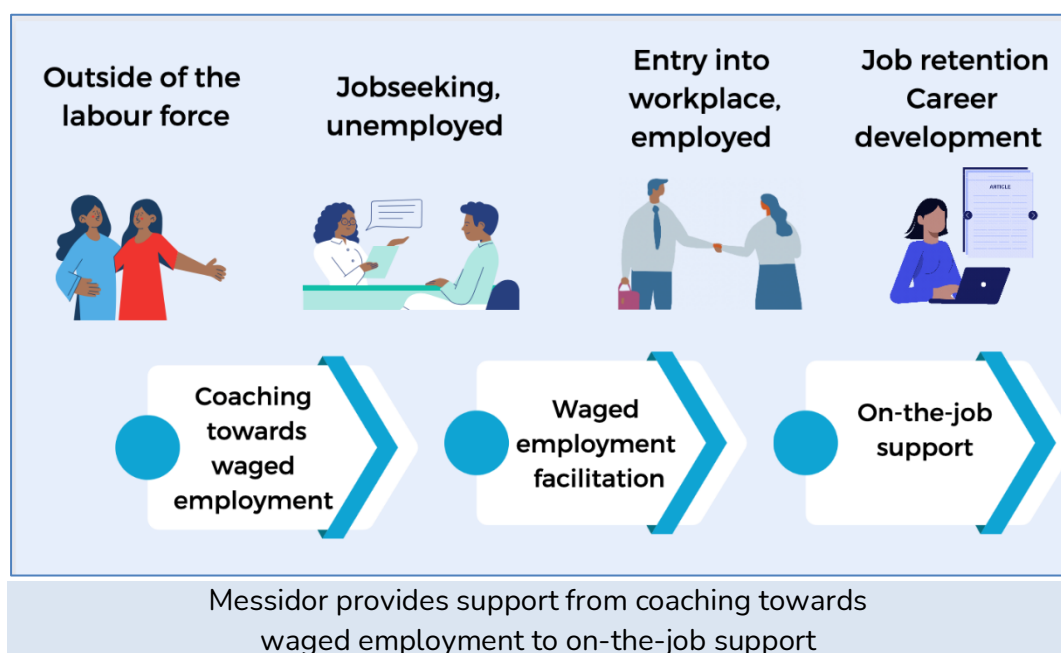 Outside of the
labour force
Jobseeking,
unemployed
Entry into
workplace,
employed
Job retention
Career
development
ARTICLE
Coaching
towards
waged
employment
Waged
employment
facilitation
On-the-job
support
Messidor provides support from coaching towards
waged employment to on-the-job support